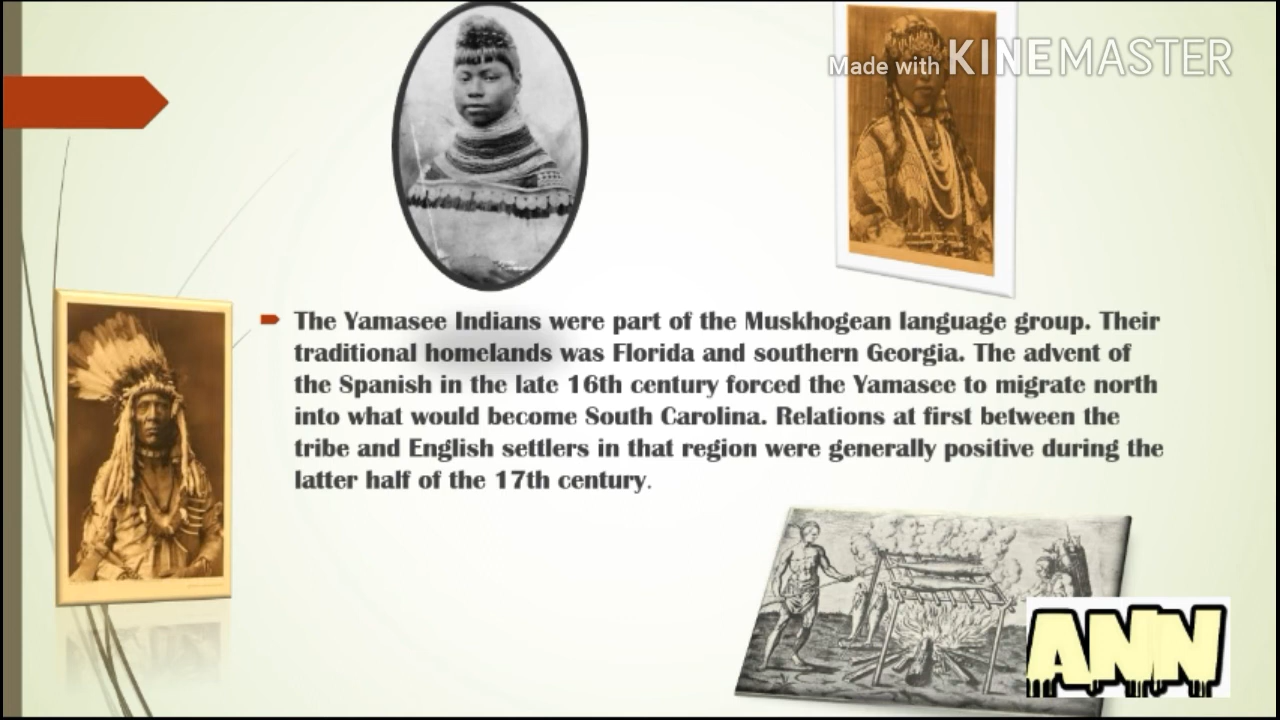 Made with KINEMASTER
The Yamasee Indians were part of the Muskhogean language group. Their
traditional homelands was Florida and southern Georgia. The advent of
the Spanish in the late 16th century forced the Yamasee to migrate north
into what would become South Carolina. Relations at first between the
tribe and English settlers in that region were generally positive during the
latter half of the 17th century.
ANN